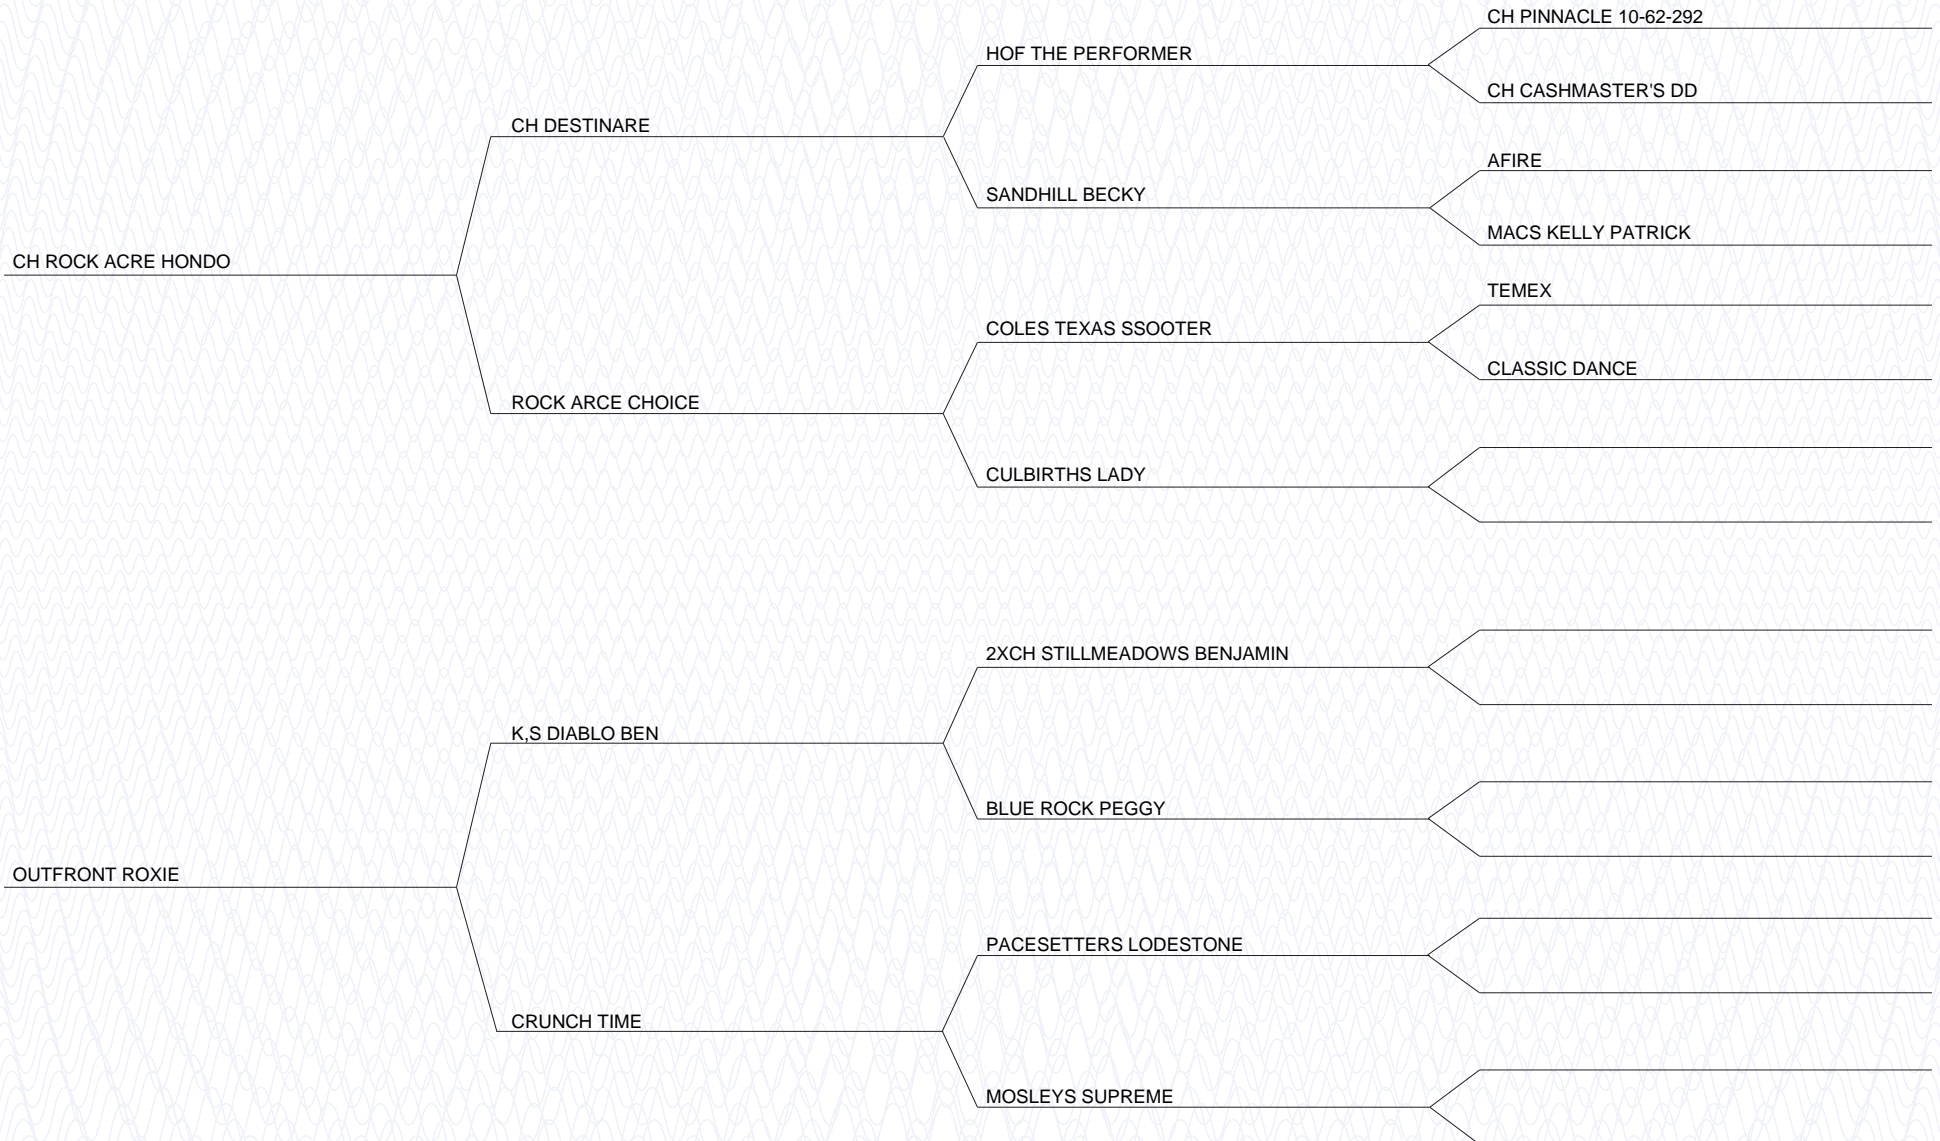 CH PINNACLE 10-62-292
HOF THE PERFORMER
CH CASHMASTER'S DD
CH DESTINARE
AFIRE
SANDHILL BECKY
MACS KELLY PATRICK
CH ROCK ACRE HONDO
TEMEX
COLES TEXAS SSOOTER
CLASSIC DANCE
ROCK ARCE CHOICE
CULBIRTHS LADY
2XCH STILLMEADOWS BENJAMIN
K,S DIABLO BEN
BLUE ROCK PEGGY
OUTFRONT ROXIE
PACESETTERS LODESTONE
CRUNCH TIME
MOSLEYS SUPREME